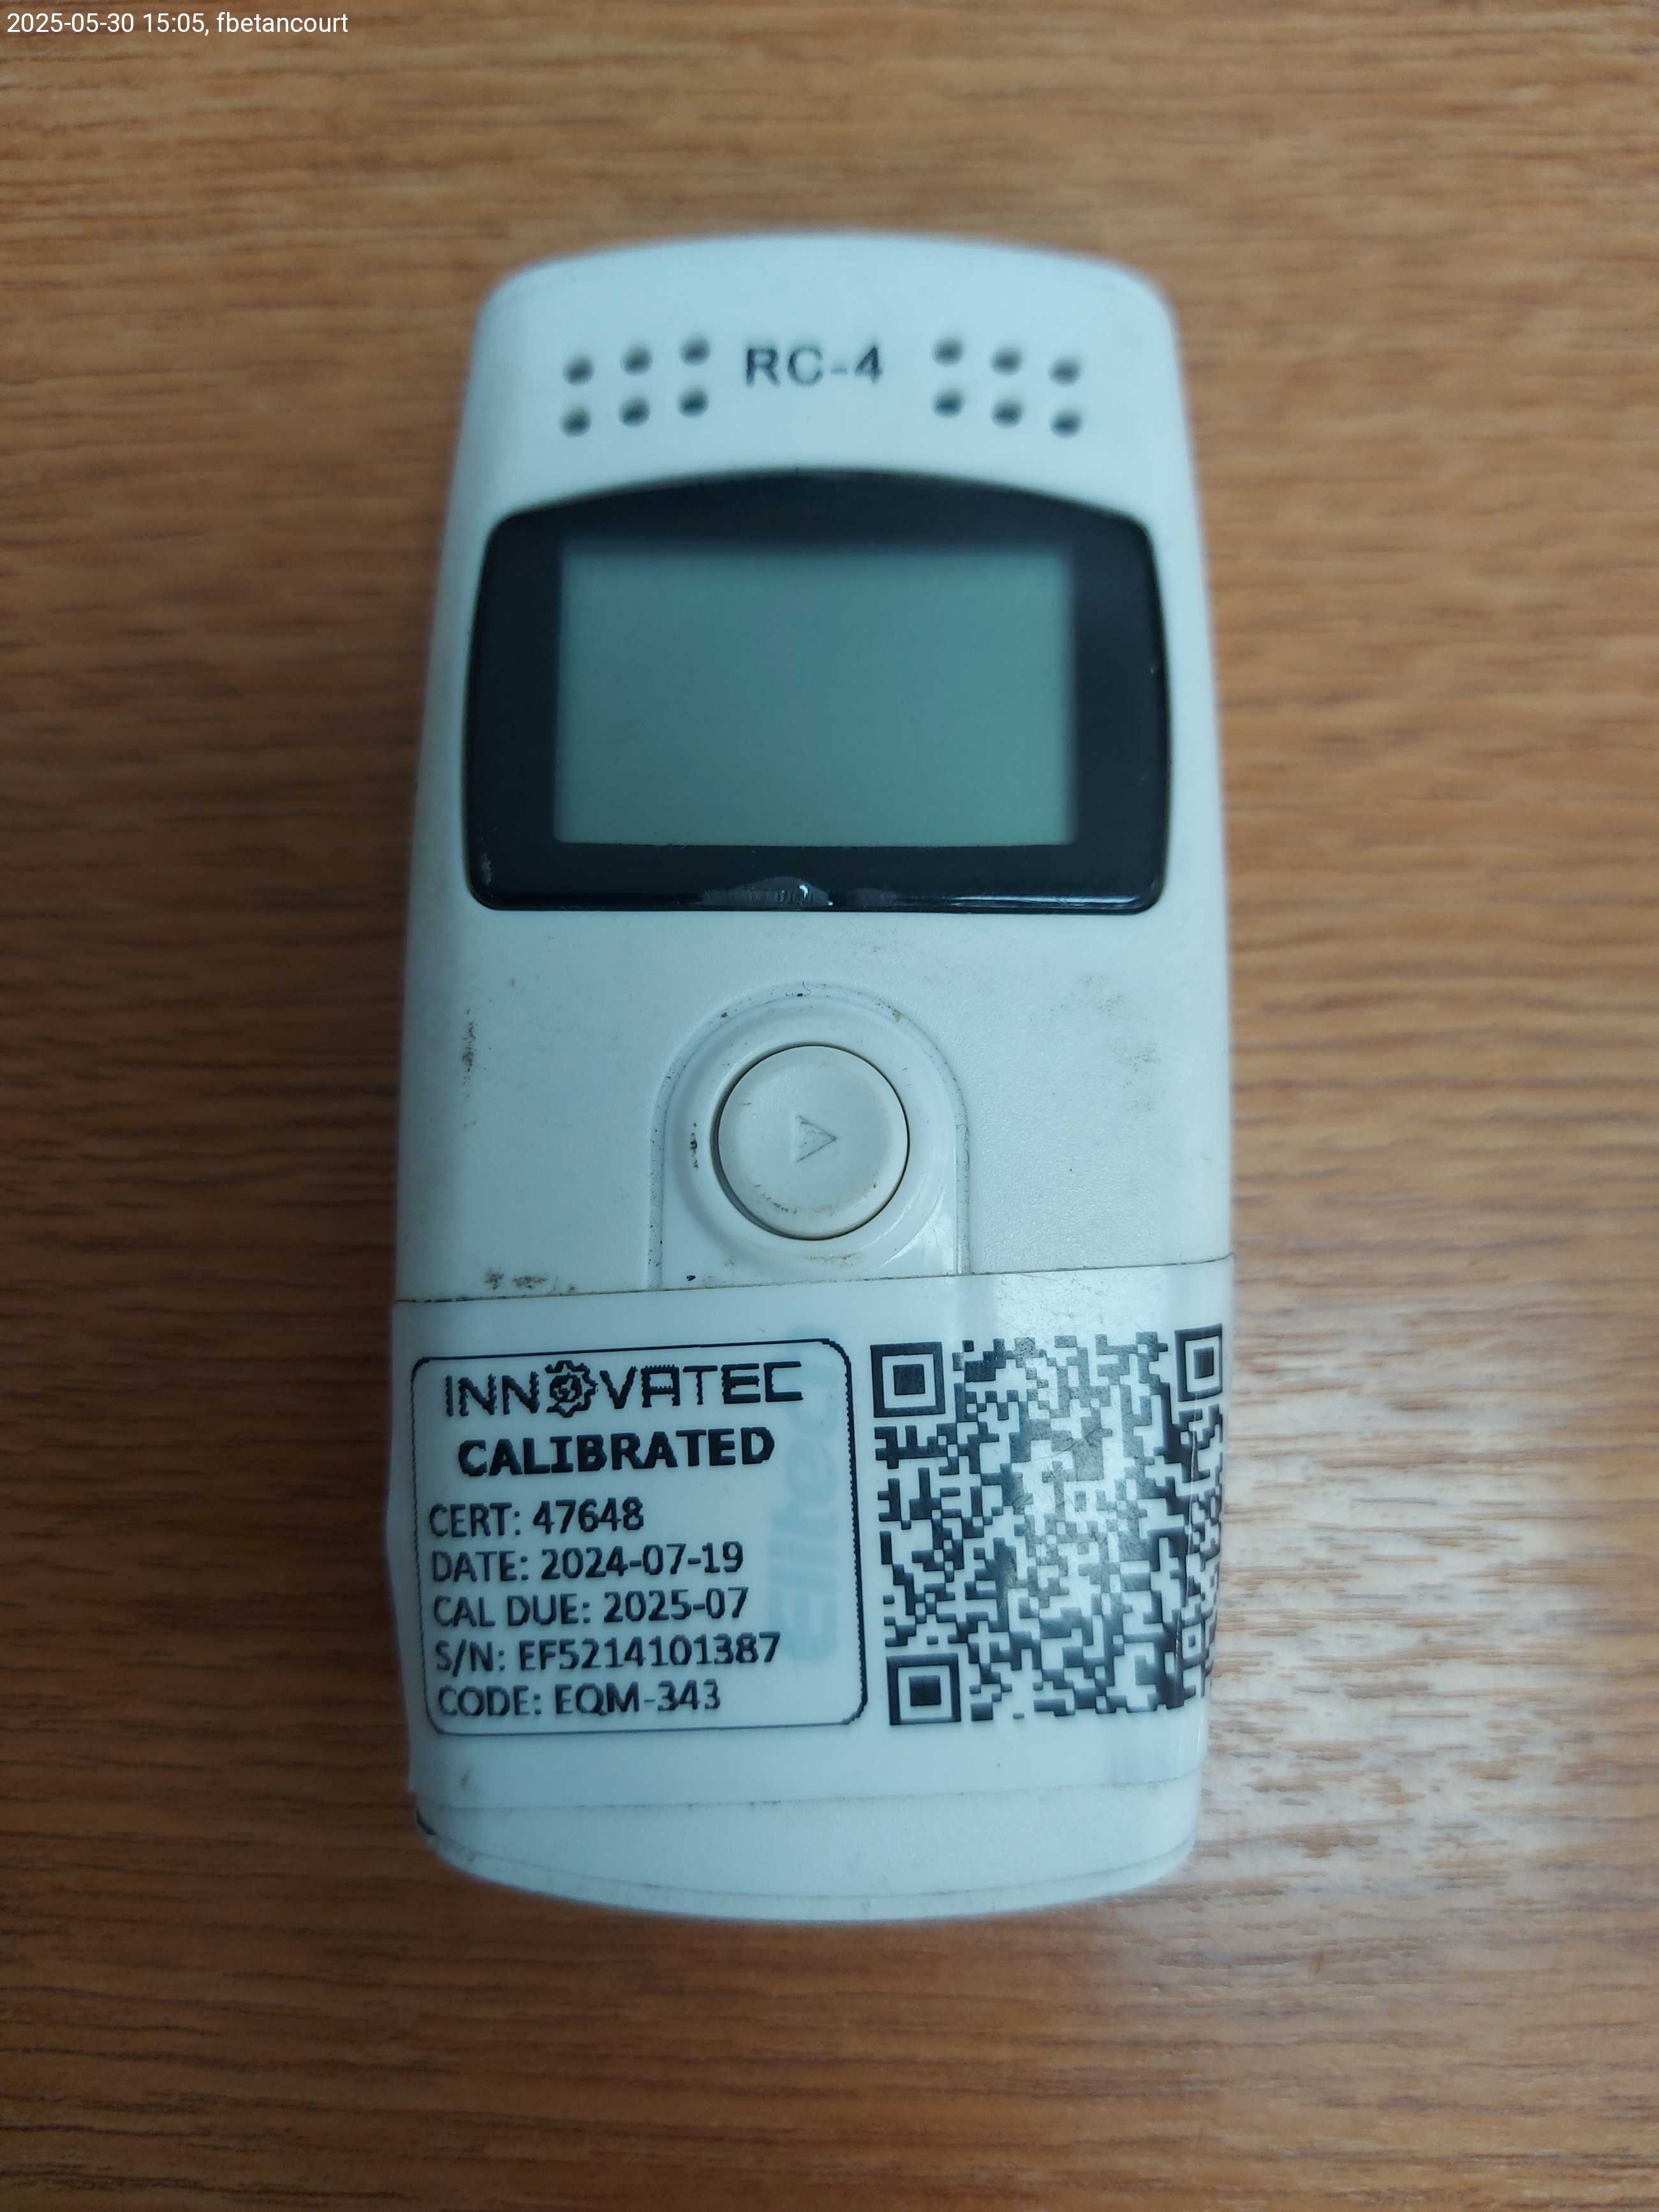 2025-05-30 15:05, fbetancourt
RC-4
INNOVATEC
CALIBRATED
CERT: 47648
DATE: 2024-07-19
CAL DUE: 2025-07
S/N: EF5214101387
CODE: EQM-343
Elitech